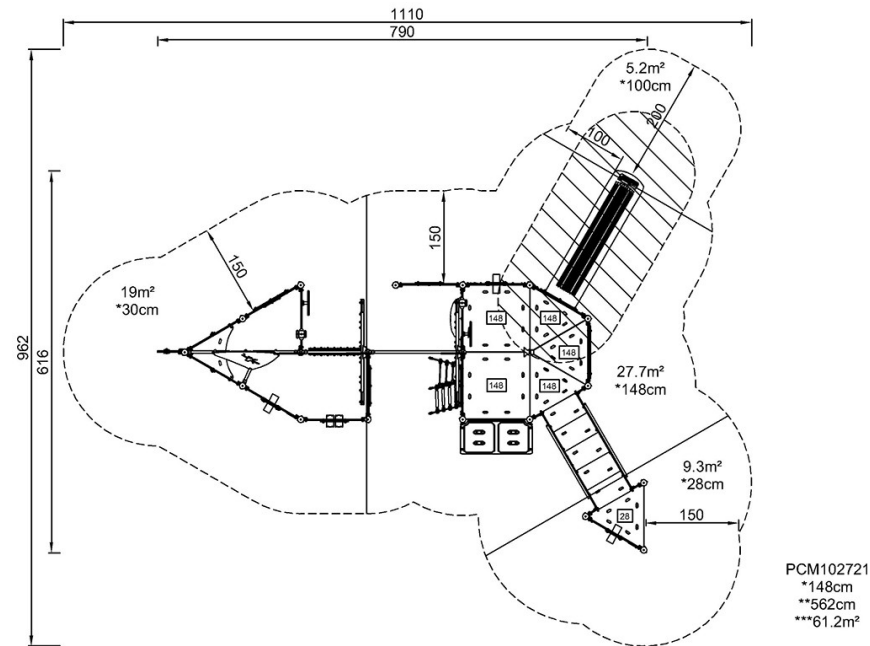 1110
790
5.2m²
*100cm
200
100
962
616
150
150
19m²
*30cm
148
148
148
148
148
27.7m²
*148cm
9.3m²
*28cm
28
150
PCM102721
*148cm
**562cm
***61.2m²